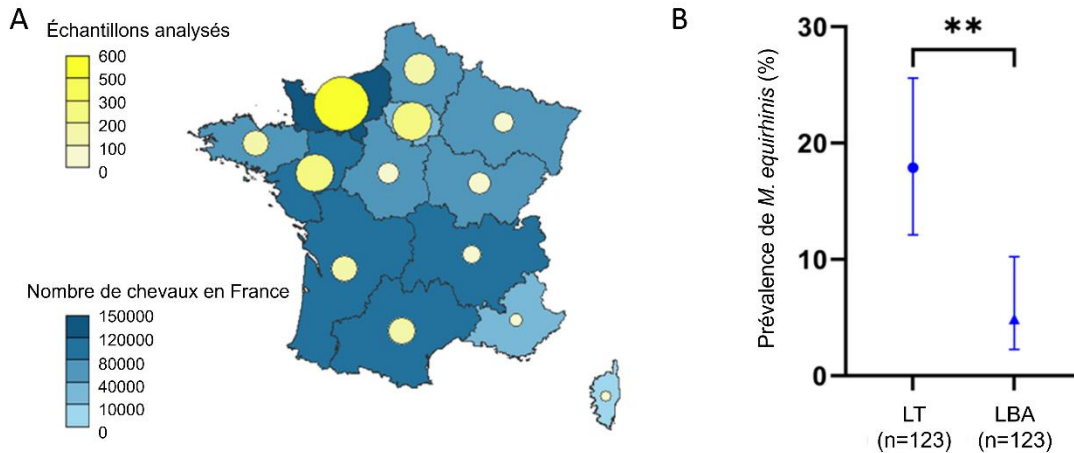 A
Échantillons analysés
600
500
300
200
100
0
Nombre de chevaux en France
150000
120000
80000
40000
10000
0
B
Prévalence de M. equirhinis (%)
30
20
10
0
**
LT
(n=123)
LBA
(n=123)